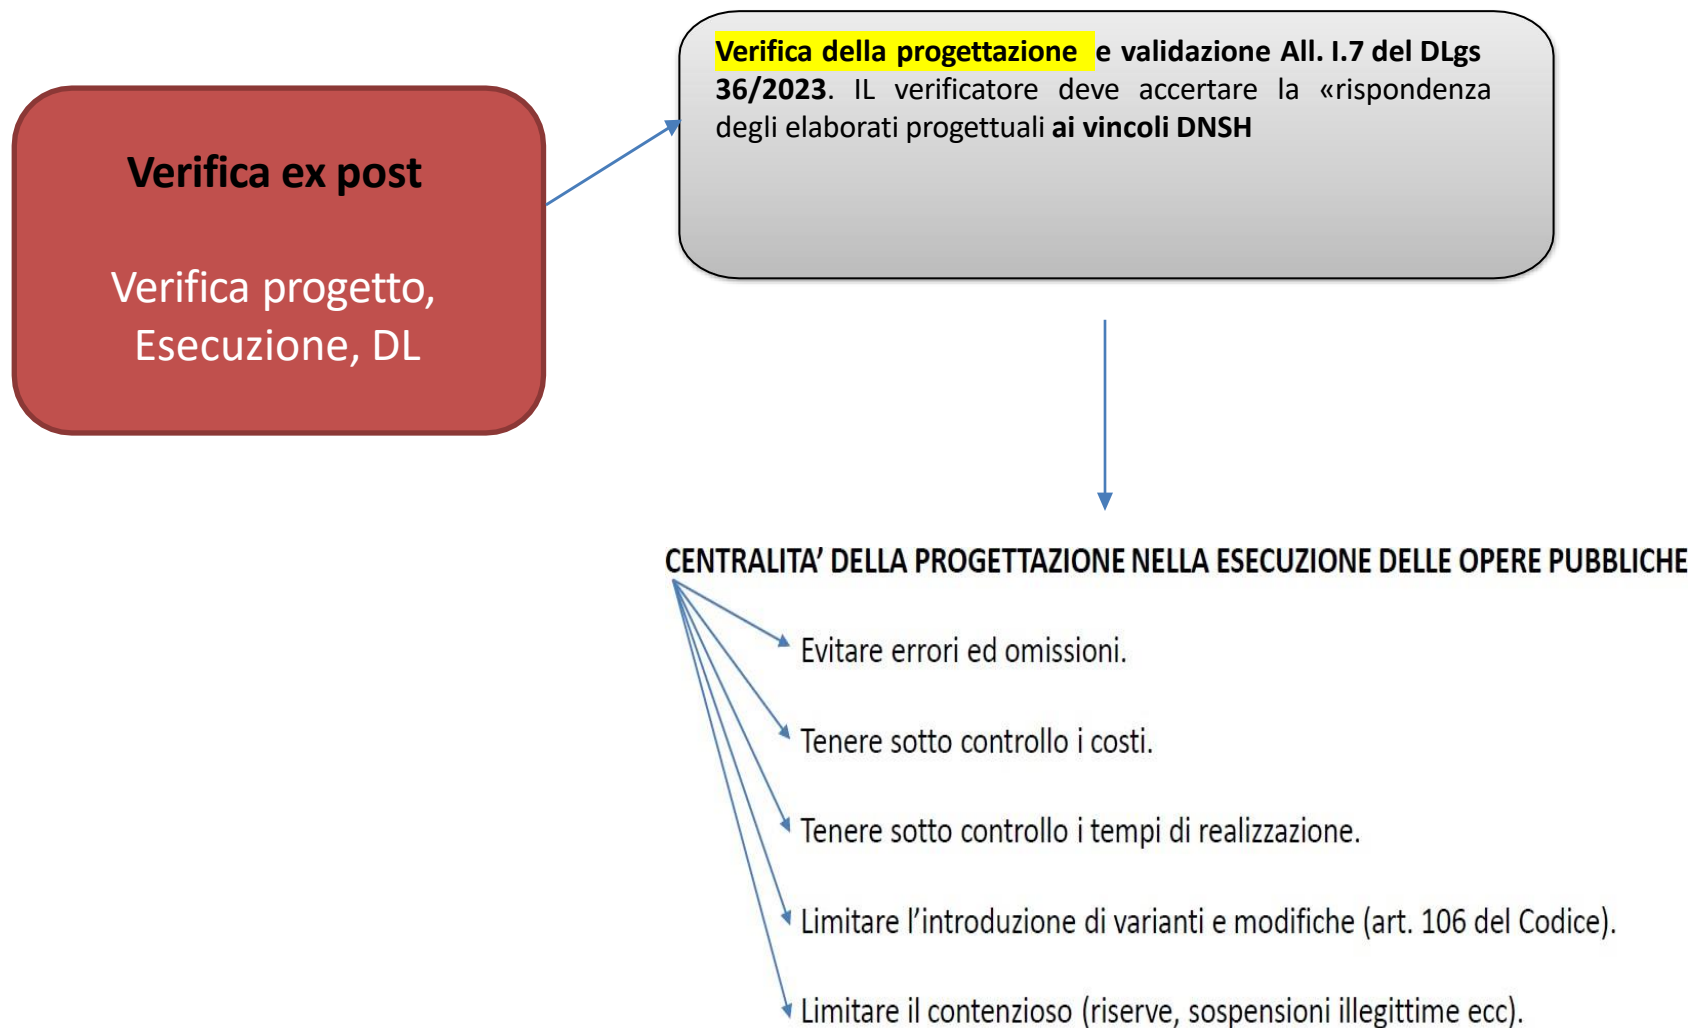 Verifica ex post
Verifica progetto,
Esecuzione, DL
Verifica della progettazione e validazione All. I.7 del DLgs
36/2023. IL verificatore deve accertare la «rispondenza
degli elaborati progettuali ai vincoli DNSH
CENTRALITA’ DELLA PROGETTAZIONE NELLA ESECUZIONE DELLE OPERE PUBBLICHE
Evitare errori ed omissioni.
Tenere sotto controllo i costi.
Tenere sotto controllo i tempi di realizzazione.
Limitare l’introduzione di varianti e modifiche (art. 106 del Codice).
Limitare il contenzioso (riserve, sospensioni illegittime ecc).